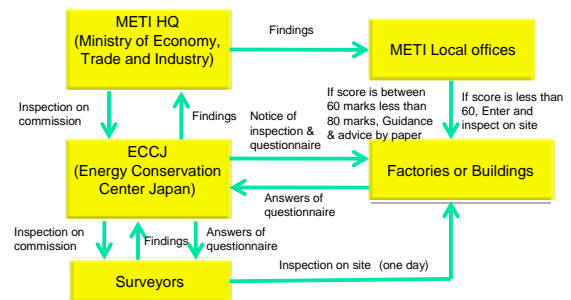 METI HQ
(Ministry of Economy,
Trade and Industry)
Findings
METI Local offices
Inspection on
commission
Findings
Notice of
inspection &
questionnaire
If score is between
60 marks less than
80 marks, Guidance
& advice by paper
If score is less than
60, Enter and
inspect on site
ECCJ
(Energy Conservation
Center Japan)
Factories or Buildings
Answers of
questionnaire
Inspection on
commission
Findings
Answers of
questionnaire
Surveyors
Inspection on site (one day)